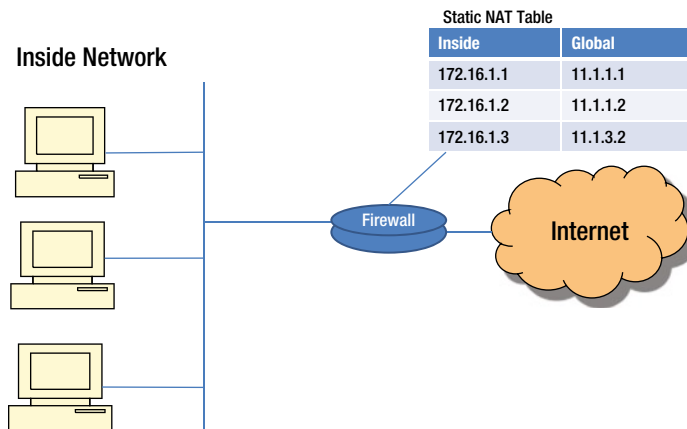 Static NAT Table
Inside Global
172.16.1.1 11.1.1.1
172.16.1.2 11.1.1.2
172.16.1.3 11.1.3.2
Inside Network
Firewall
Internet